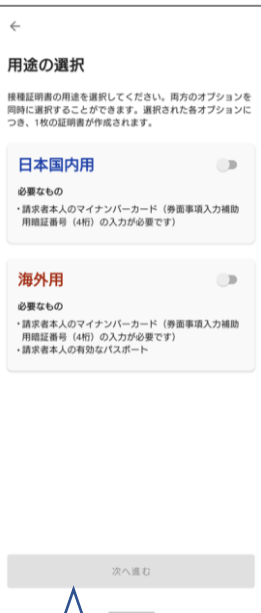 用途の選択
接種証明書の用途を選択してください。両方のオプションを
同時に選択することができます。選択された各オプションに
つき、1枚の証明書が作成されます。
日本国内用
必要なもの
・請求者本人のマイナンバーカード（券面事項入力補助
用暗証番号（4桁）の入力が必要です）
海外用
必要なもの
・請求者本人のマイナンバーカード（券面事項入力補助
用暗証番号（4桁）の入力が必要です）
・請求者本人の有効なパスポート
次へ進む